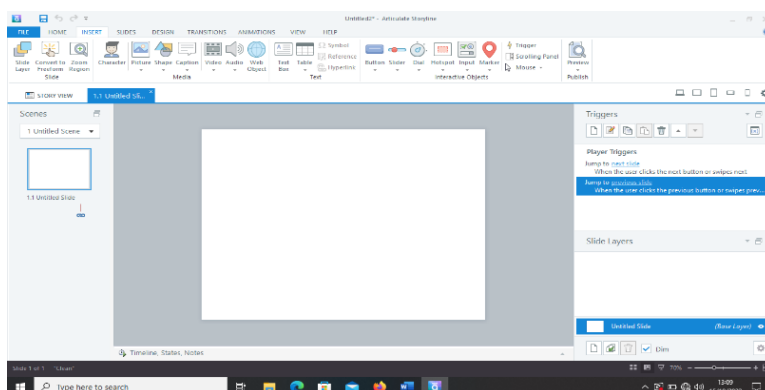 Untitled2* - Articulate Storyline
FILE HOME INSERT SLIDES DESIGN TRANSITIONS ANIMATIONS VIEW HELP
Slide Layer Convert to Freeform Zoom Region Character Picture Shape Caption Video Audio Web Object Text Box Table Symbol Reference Hyperlink Button Slider Dial Hotspot Input Marker Trigger Scrolling Panel Mouse Preview
Slide Media Text Interactive Objects Publish
STORY VIEW 1.1 Untitled Sli...
Scenes
1 Untitled Scene
1.1 Untitled Slide
Triggers
Player Triggers
Jump to next slide
When the user clicks the next button or swipes next
Jump to previous slide
When the user clicks the previous button or swipes prev...
Slide Layers
Untitled Slide (Base Layer)
Dim
Timeline, States, Notes
Slide 1 of 1 "Clean" 70%
Type here to search 13:09